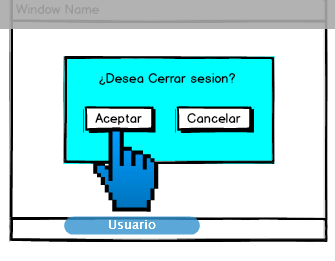 Window Name
¿Desea Cerrar sesion?
Aceptar
Cancelar
Usuario